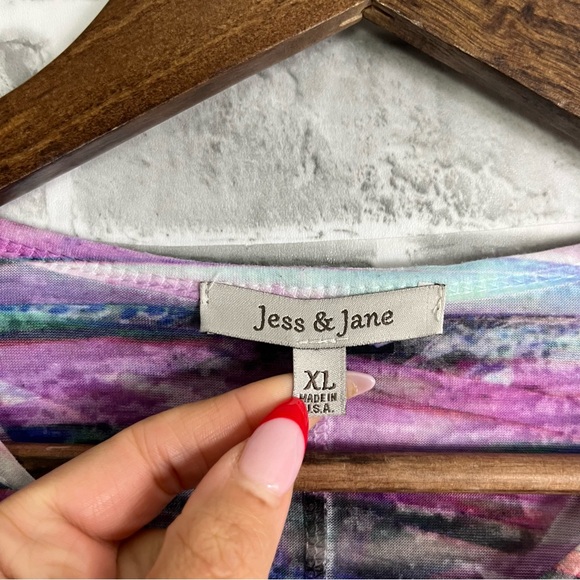 Jess & Jane
XL
MADE IN
U.S.A.